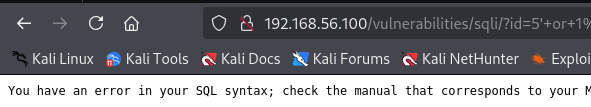 192.168.56.100/vulnerabilities/sqli/?id=5'+or+1%
Kali Linux Kali Tools Kali Docs Kali Forums Kali NetHunter Exploi
You have an error in your SQL syntax; check the manual that corresponds to your M